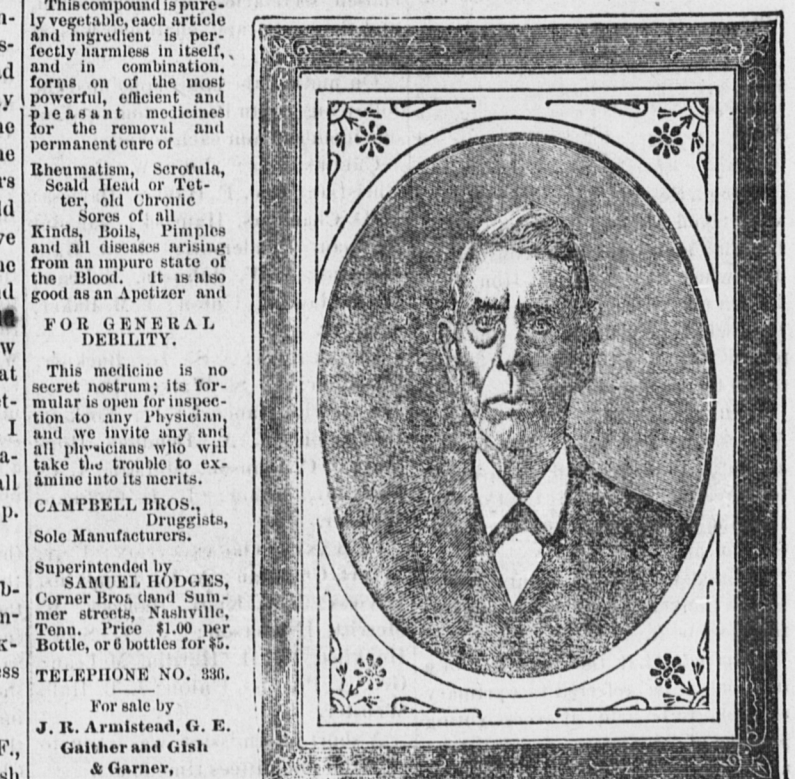 This compound is pure-
ly vegetable, each article
and ingredient is per-
fectly harmless in itself,
and in combination.
forms on of the most
powerful, efficient and
pleasant medicines
for the removal and
permanent cure of
Rheumatism, Scrofula,
Scald Head or Tet-
ter, old Chronic
Sores of all
Kinds, Boils, Pimples
and all diseases arising
from an impure state of
the Blood. It is also
good as an Apetizer and
FOR GENERAL
DEBILITY.
This medicine is no
secret nostrum; its for-
mular is open for inspec-
tion to any Physician,
and we invite any and
all physicians who will
take the trouble to ex-
amine into its merits.
CAMPBELL BROS.,
Druggists,
Sole Manufacturers.
Superintended by
SAMUEL HODGES,
Corner Broa dand Sum-
mer streets, Nashville,
Tenn. Price $1.00 per
Bottle, or 6 bottles for $5.
TELEPHONE NO. 336.
For sale by
J. R. Armistead, G. E.
Gaither and Gish
& Garner,